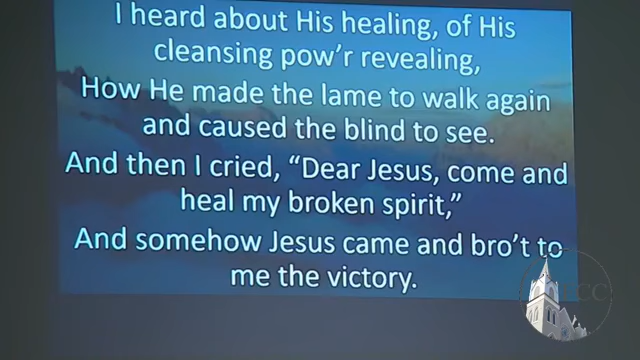 I heard about His healing, of His
cleansing pow'r revealing,
How He made the lame to walk again
and caused the blind to see.
And then I cried, “Dear Jesus, come and
heal my broken spirit,”
And somehow Jesus came and bro't to
me the victory.